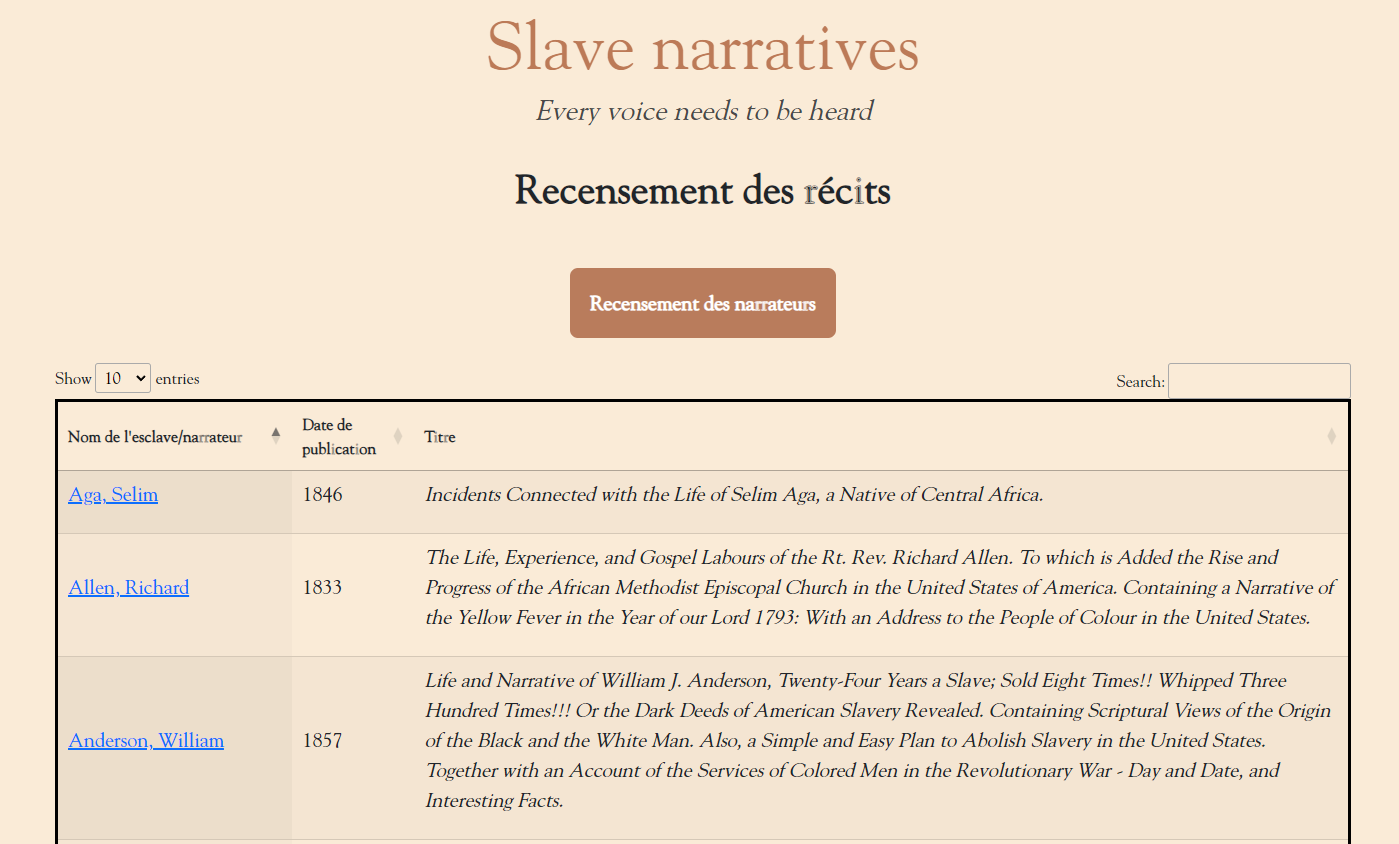 Slave narratives
Every voice needs to be heard
Recensement des récits
Recensement des narrateurs
Show 10 entries
Search:
Nom de l'esclave/narrateur
Date de
publication
Titre
Aga, Selim
1846
Incidents Connected with the Life of Selim Aga, a Native of Central Africa.
Allen, Richard
1833
The Life, Experience, and Gospel Labours of the Rt. Rev. Richard Allen. To which is Added the Rise and
Progress of the African Methodist Episcopal Church in the United States of America. Containing a Narrative of
the Yellow Fever in the Year of our Lord 1793: With an Address to the People of Colour in the United States.
Anderson, William
1857
Life and Narrative of William J. Anderson, Twenty-Four Years a Slave; Sold Eight Times!! Whipped Three
Hundred Times!!! Or the Dark Deeds of American Slavery Revealed. Containing Scriptural Views of the Origin
of the Black and the White Man. Also, a Simple and Easy Plan to Abolish Slavery in the United States.
Together with an Account of the Services of Colored Men in the Revolutionary War - Day and Date, and
Interesting Facts.